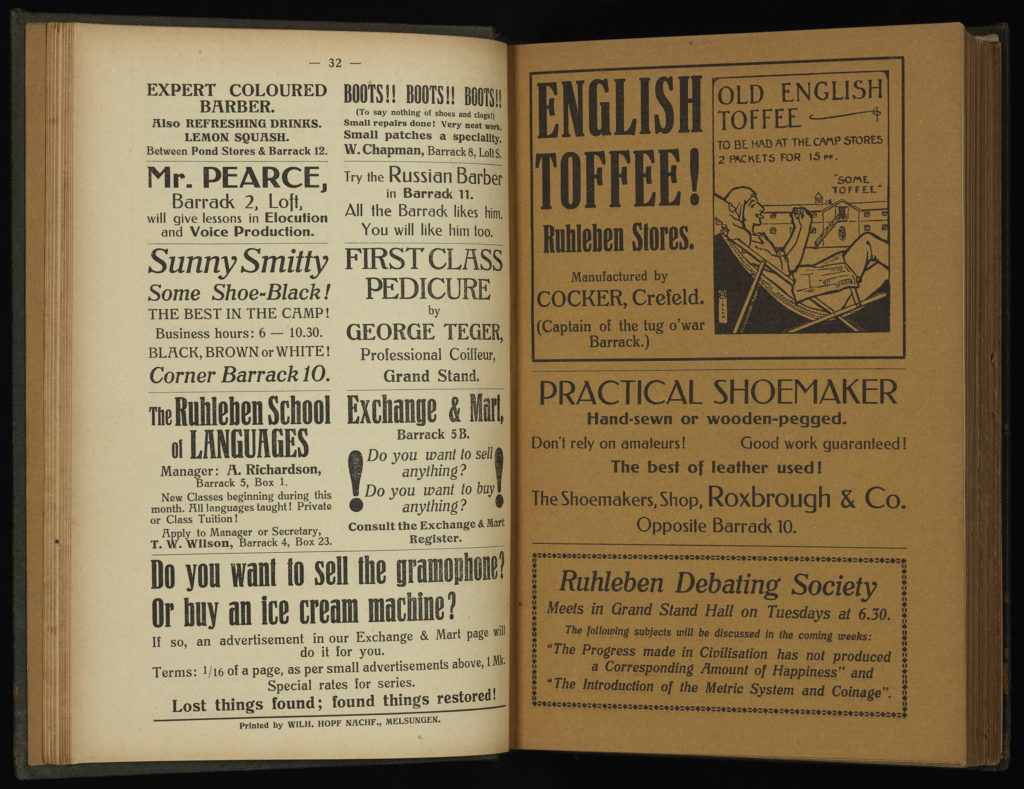 — 32 —
EXPERT COLOURED
BARBER.
Also REFRESHING DRINKS.
LEMON SQUASH.
Between Pond Stores & Barrack 12.
Mr. PEARCE,
Barrack 2, Loft,
will give lessons in Elocution
and Voice Production.
Sunny Smitty
Some Shoe-Black!
THE BEST IN THE CAMP!
Business hours: 6 — 10.30.
BLACK, BROWN or WHITE!
Corner Barrack 10.
The Ruhleben School
of LANGUAGES
Manager: A. Richardson,
Barrack 5, Box 1.
New Classes beginning during this
month. All languages taught! Private
or Class Tuition!
Apply to Manager or Secretary,
T. W. Wilson, Barrack 4, Box 23.
BOOTS!! BOOTS!! BOOTS!!
(To say nothing of shoes and clogs!)
Small repairs done! Very neat work.
Small patches a speciality.
W. Chapman, Barrack 8, Loft S.
Try the Russian Barber
in Barrack 11.
All the Barrack likes him.
You will like him too.
FIRST CLASS
PEDICURE
by
GEORGE TEGER,
Professional Coiffeur,
Grand Stand.
Exchange & Mart,
Barrack 5B.
! Do you want to sell !
anything?
Do you want to buy
anything?
Consult the Exchange & Mart
Register.
Do you want to sell the gramophone?
Or buy an ice cream machine?
If so, an advertisement in our Exchange & Mart page will
do it for you.
Terms: 1/16 of a page, as per small advertisements above, 1 Mk.
Special rates for series.
Lost things found; found things restored!
Printed by WILH. HOPF NACHF., MELSUNGEN.
ENGLISH
TOFFEE!
Ruhleben Stores.
Manufactured by
COCKER, Crefeld.
(Captain of the tug o'war
Barrack.)
OLD ENGLISH
TOFFEE
TO BE HAD AT THE CAMP STORES
2 PACKETS FOR 15 PF.
"SOME
TOFFEE"
PRACTICAL SHOEMAKER
Hand-sewn or wooden-pegged.
Don't rely on amateurs! Good work guaranteed!
The best of leather used!
The Shoemakers, Shop, Roxbrough & Co.
Opposite Barrack 10.
Ruhleben Debating Society
Meets in Grand Stand Hall on Tuesdays at 6.30.
The following subjects will be discussed in the coming weeks:
"The Progress made in Civilisation has not produced
a Corresponding Amount of Happiness" and
"The Introduction of the Metric System and Coinage".